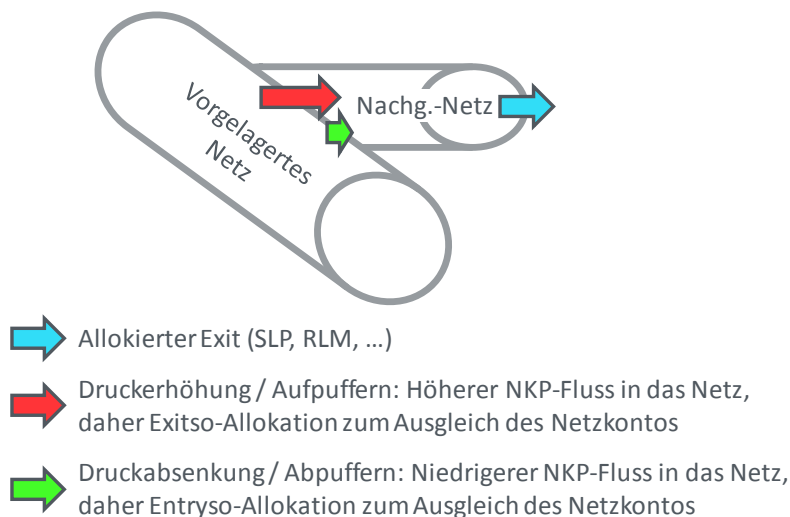 Vorgelagertes
Netz
Nachg.-Netz
Allokierter Exit (SLP, RLM, …)
Druckerhöhung / Aufpuffern: Höherer NKP-Fluss in das Netz,
daher Exitso-Allokation zum Ausgleich des Netzkontos
Druckabsenkung / Abpuffern: Niedrigerer NKP-Fluss in das Netz,
daher Entryso-Allokation zum Ausgleich des Netzkontos